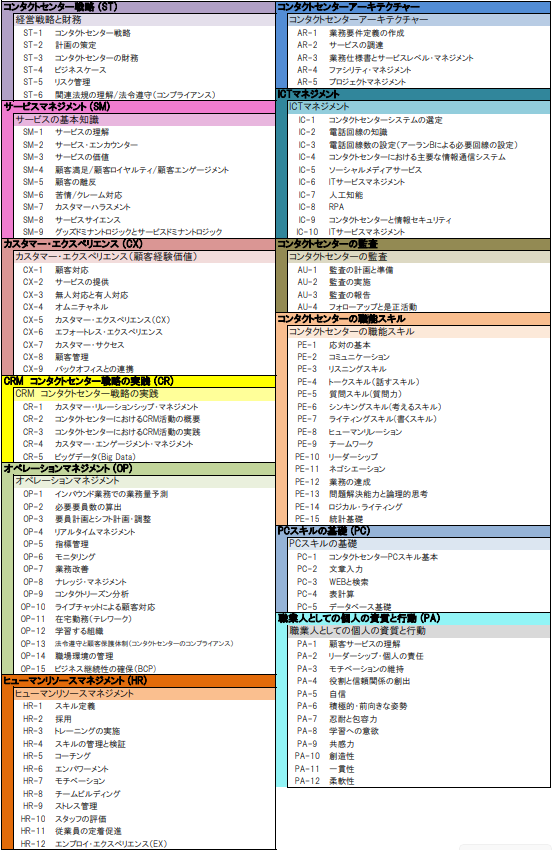 コンタクトセンター戦略 (ST)
経営戦略と財務
ST-1 コンタクトセンター戦略
ST-2 計画の策定
ST-3 コンタクトセンターの財務
ST-4 ビジネスケース
ST-5 リスク管理
ST-6 関連法規の理解/法令遵守(コンプライアンス)
サービスマネジメント (SM)
サービスの基本知識
SM-1 サービスの理解
SM-2 サービス・エンカウンター
SM-3 サービスの価値
SM-4 顧客満足/顧客ロイヤルティ/顧客エンゲージメント
SM-5 顧客の離反
SM-6 苦情/クレーム対応
SM-7 カスタマーハラスメント
SM-8 サービスサイエンス
SM-9 グッズドミナントロジックとサービスドミナントロジック
カスタマー・エクスペリエンス (CX)
カスタマー・エクスペリエンス(顧客経験価値)
CX-1 顧客対応
CX-2 サービスの提供
CX-3 無人対応と有人対応
CX-4 オムニチャネル
CX-5 カスタマー・エクスペリエンス(CX)
CX-6 エフォートレス・エクスペリエンス
CX-7 カスタマー・サクセス
CX-8 顧客管理
CX-9 バックオフィスとの連携
CRM コンタクトセンター戦略の実践 (CR)
CRM コンタクトセンター戦略の実践
CR-1 カスタマー・リレーションシップ・マネジメント
CR-2 コンタクトセンターにおけるCRM活動の概要
CR-3 コンタクトセンターにおけるCRM活動の実践
CR-4 カスタマー・エンゲージメント・マネジメント
CR-5 ビッグデータ(Big Data)
オペレーションマネジメント (OP)
オペレーションマネジメント
OP-1 インバウンド業務での業務量予測
OP-2 必要要員数の算出
OP-3 要員計画とシフト計画・調整
OP-4 リアルタイムマネジメント
OP-5 指標管理
OP-6 モニタリング
OP-7 業務改善
OP-8 ナレッジ・マネジメント
OP-9 コンタクトリーズン分析
OP-10 ライブチャットによる顧客対応
OP-11 在宅勤務(テレワーク)
OP-12 学習する組織
OP-13 法令遵守と顧客保護体制(コンタクトセンターのコンプライアンス)
OP-14 職場環境の管理
OP-15 ビジネス継続性の確保(BCP)
ヒューマンリソースマネジメント (HR)
ヒューマンリソースマネジメント
HR-1 スキル定義
HR-2 採用
HR-3 トレーニングの実施
HR-4 スキルの管理と検証
HR-5 コーチング
HR-6 エンパワーメント
HR-7 モチベーション
HR-8 チームビルディング
HR-9 ストレス管理
HR-10 スタッフの評価
HR-11 従業員の定着促進
HR-12 エンプロイ・エクスペリエンス(EX)
コンタクトセンターアーキテクチャー
コンタクトセンターアーキテクチャー
AR-1 業務要件定義の作成
AR-2 サービスの調達
AR-3 業務仕様書とサービスレベル・マネジメント
AR-4 ファシリティ・マネジメント
AR-5 プロジェクトマネジメント
ICTマネジメント
ICTマネジメント
IC-1 コンタクトセンターシステムの選定
IC-2 電話回線の知識
IC-3 電話回線数の設定(アーランBによる必要回線の設定)
IC-4 コンタクトセンターにおける主要な情報通信システム
IC-5 ソーシャルメディアサービス
IC-6 ITサービスマネジメント
IC-7 人工知能
IC-8 RPA
IC-9 コンタクトセンターと情報セキュリティ
IC-10 ITサービスマネジメント
コンタクトセンターの監査
コンタクトセンターの監査
AU-1 監査の計画と準備
AU-2 監査の実施
AU-3 監査の報告
AU-4 フォローアップと是正活動
コンタクトセンターの職能スキル
コンタクトセンターの職能スキル
PE-1 応対の基本
PE-2 コミュニケーション
PE-3 リスニングスキル
PE-4 トークスキル(話すスキル)
PE-5 質問スキル(質問力)
PE-6 シンキングスキル(考えるスキル)
PE-7 ライティングスキル(書くスキル)
PE-8 ヒューマンリレーション
PE-9 チームワーク
PE-10 リーダーシップ
PE-11 ネゴシエーション
PE-12 業務の達成
PE-13 問題解決能力と論理的思考
PE-14 ロジカル・ライティング
PE-15 統計基礎
PCスキルの基礎 (PC)
PCスキルの基礎
PC-1 コンタクトセンターPCスキル基本
PC-2 文章入力
PC-3 WEBと検索
PC-4 表計算
PC-5 データベース基礎
職業人としての個人の資質と行動 (PA)
職業人としての個人の資質と行動
PA-1 顧客サービスの理解
PA-2 リーダーシップ・個人の責任
PA-3 モチベーションの維持
PA-4 役割と信頼関係の創出
PA-5 自信
PA-6 積極的・前向きな姿勢
PA-7 忍耐と包容力
PA-8 学習への意欲
PA-9 共感力
PA-10 創造性
PA-11 一貫性
PA-12 柔軟性